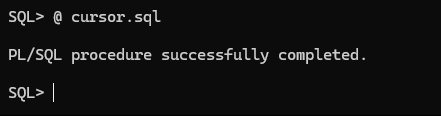 SQL> @ cursor.sql
PL/SQL procedure successfully completed.
SQL>